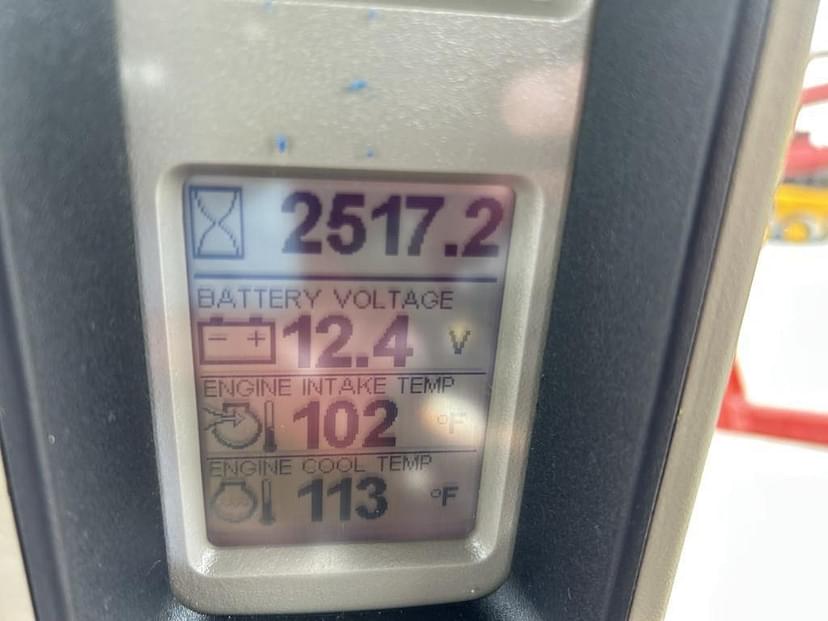 2517.2
BATTERY VOLTAGE
- + 12.4 V
ENGINE INTAKE TEMP
102 °F
ENGINE COOL TEMP
113 °F